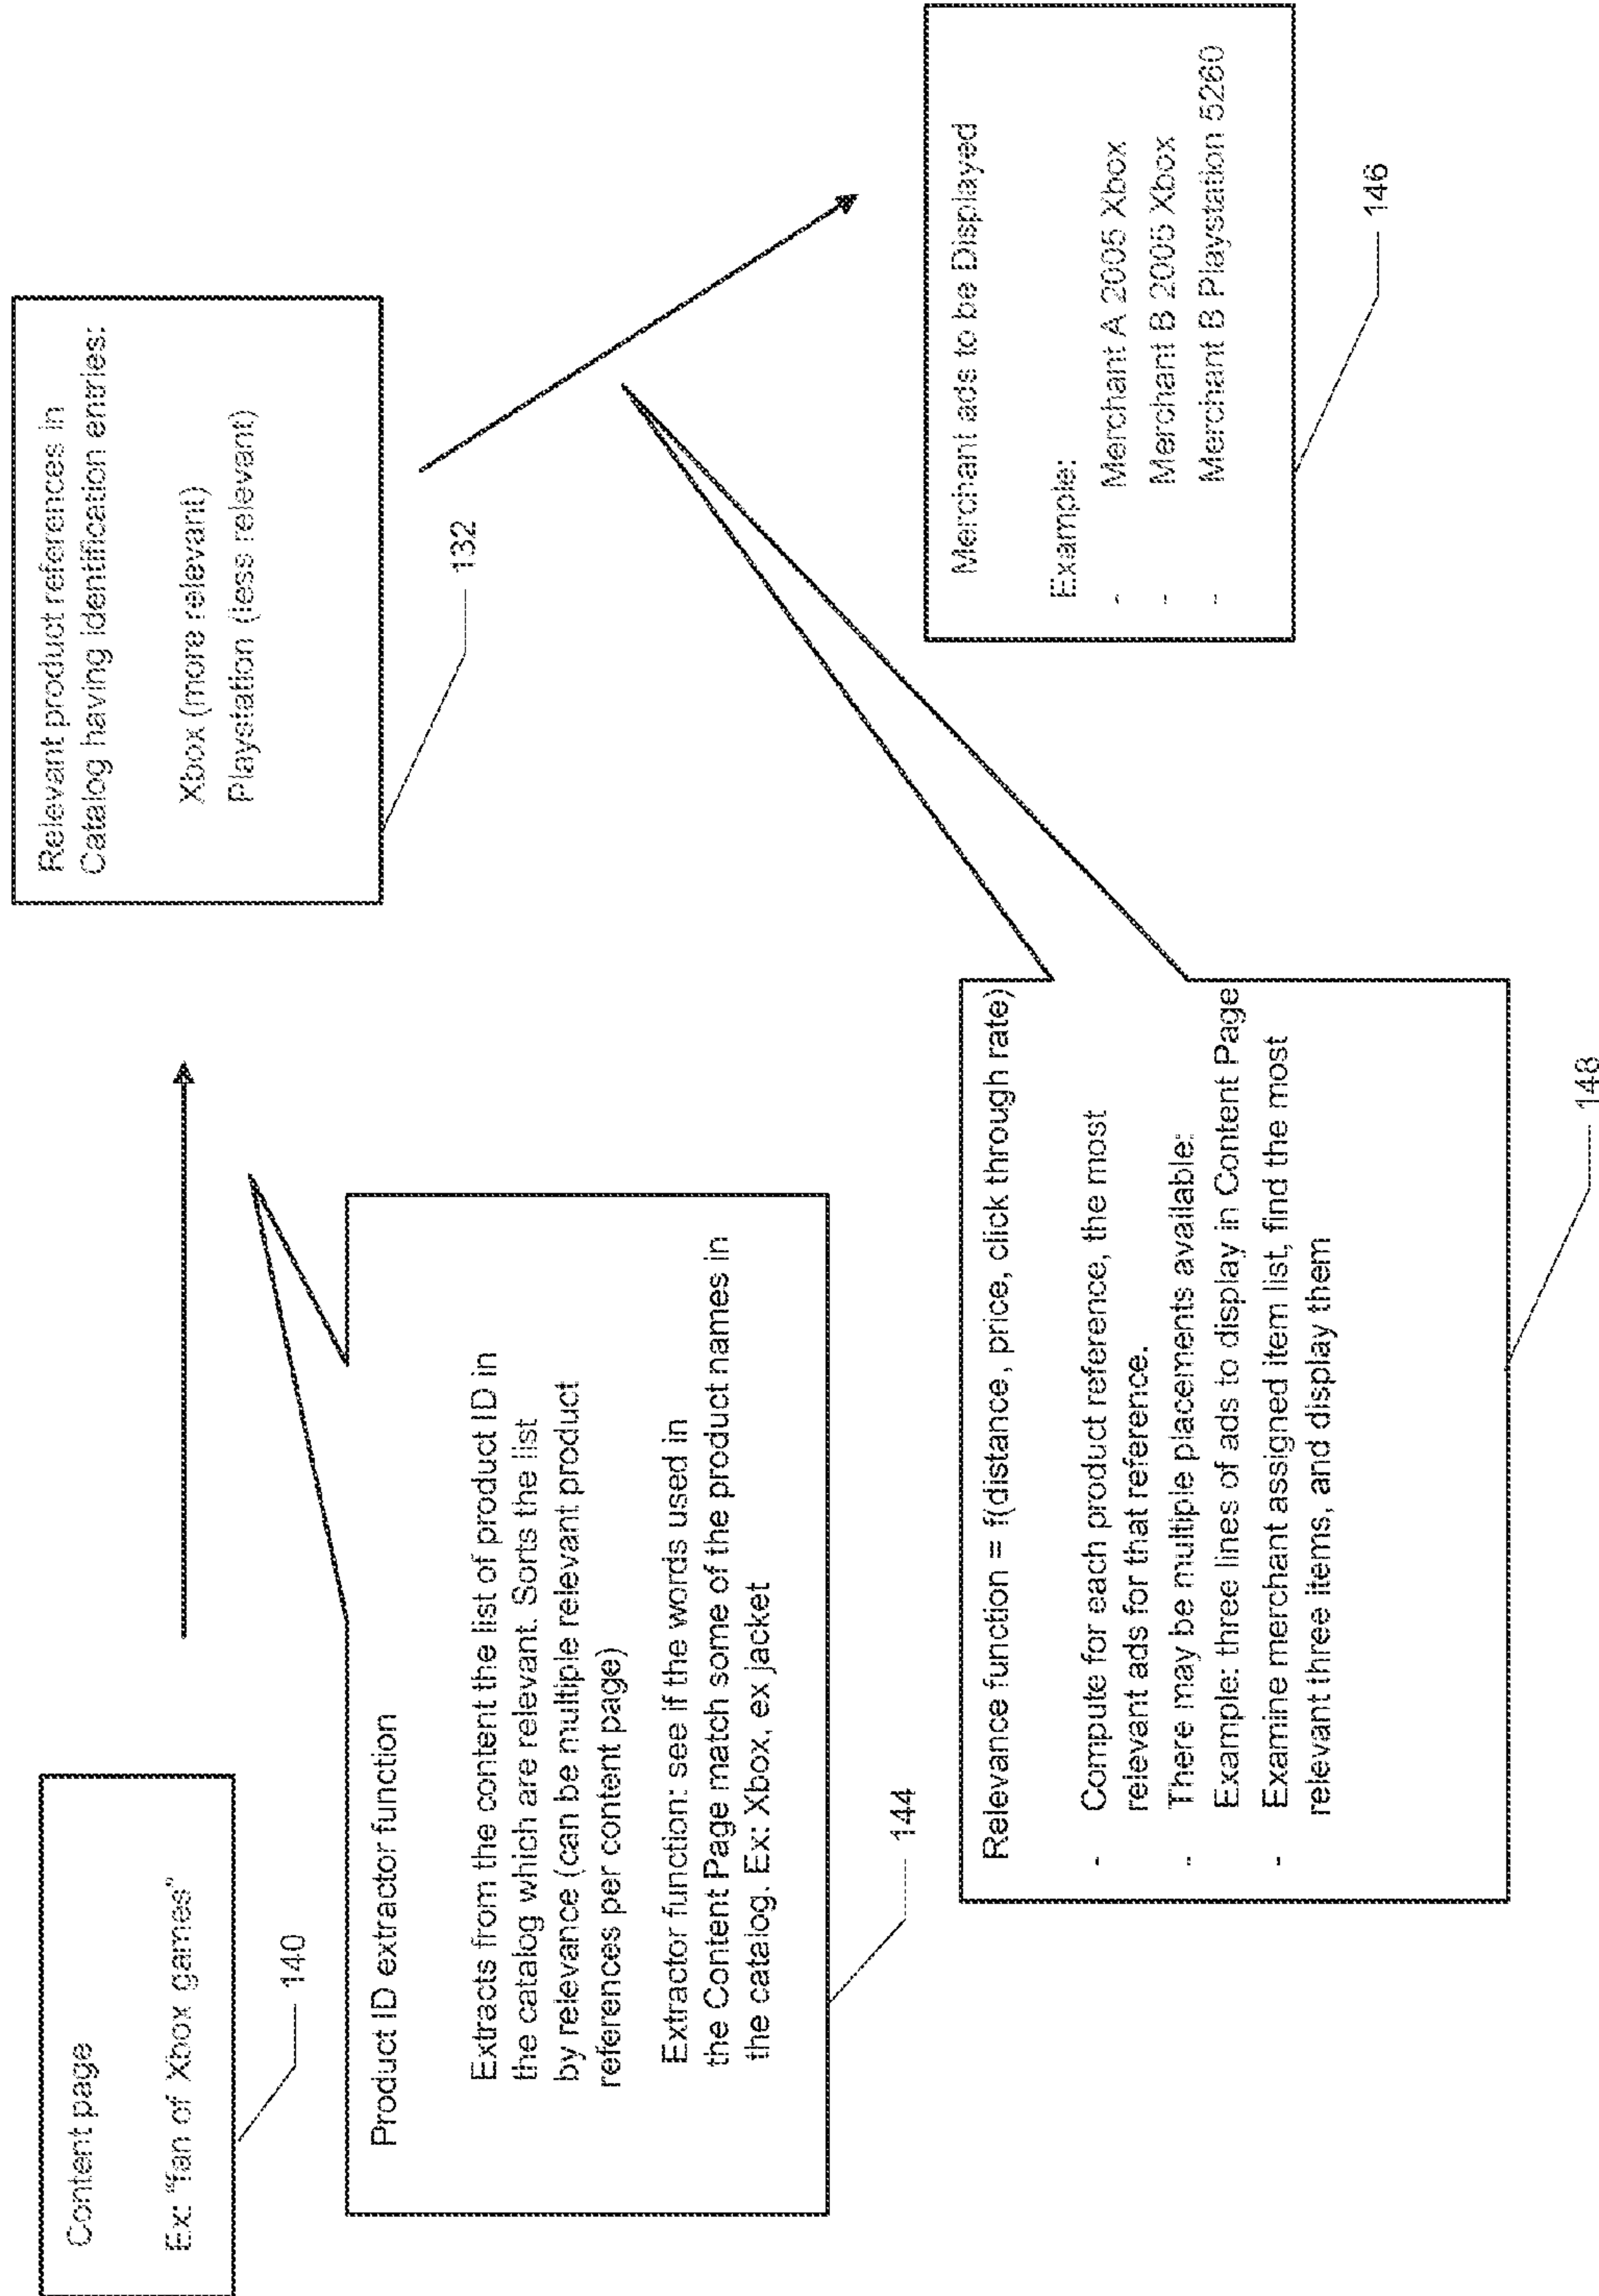 Content page
Ex: "fan of Xbox games"
140
Product ID extractor function
Extracts from the content the list of product ID in
the catalog which are relevant. Sorts the list
by relevance (can be multiple relevant product
references per content page)
Extractor function: see if the words used in
the Content Page match some of the product names in
the catalog. Ex: Xbox, ex jacket
144
Relevant product references in
Catalog having identification entries:
Xbox (more relevant)
Playstation (less relevant)
132
Relevance function = f(distance, price, click through rate)
- Compute for each product reference, the most
relevant ads for that reference.
- There may be multiple placements available:
Example: three lines of ads to display in Content Page
- Examine merchant assigned item list, find the most
relevant three items, and display them
148
Merchant ads to be Displayed
Example:
- Merchant A 2005 Xbox
- Merchant B 2005 Xbox
- Merchant B Playstation 5260
146